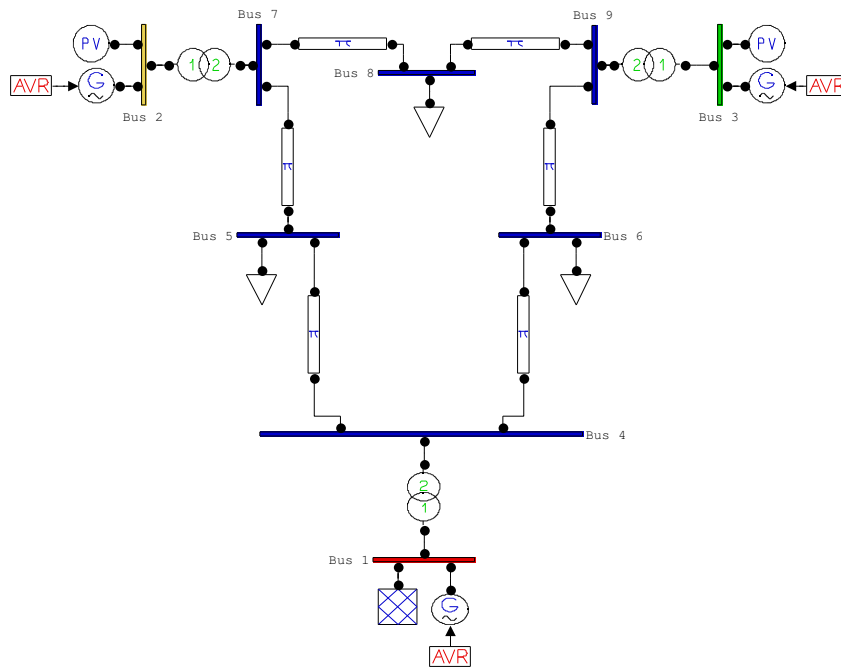 Bus 7
Bus 9
PV
1 2
π
π
2 1
PV
Bus 8
AVR
G
G
AVR
Bus 2
Bus 3
π
π
Bus 5
Bus 6
π
π
Bus 4
2
1
Bus 1
G
AVR